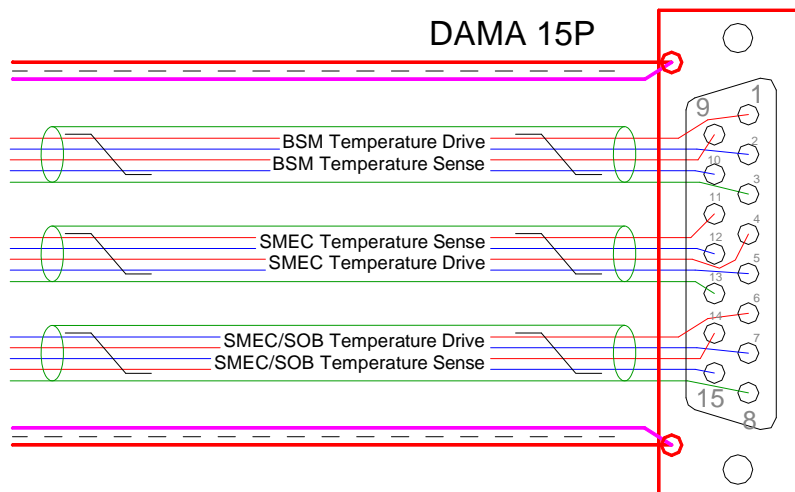 DAMA 15P
1
9
BSM Temperature Drive
2
BSM Temperature Sense
10
3
11
4
SMEC Temperature Sense
12
SMEC Temperature Drive
5
13
6
14
SMEC/SOB Temperature Drive
7
SMEC/SOB Temperature Sense
15
8